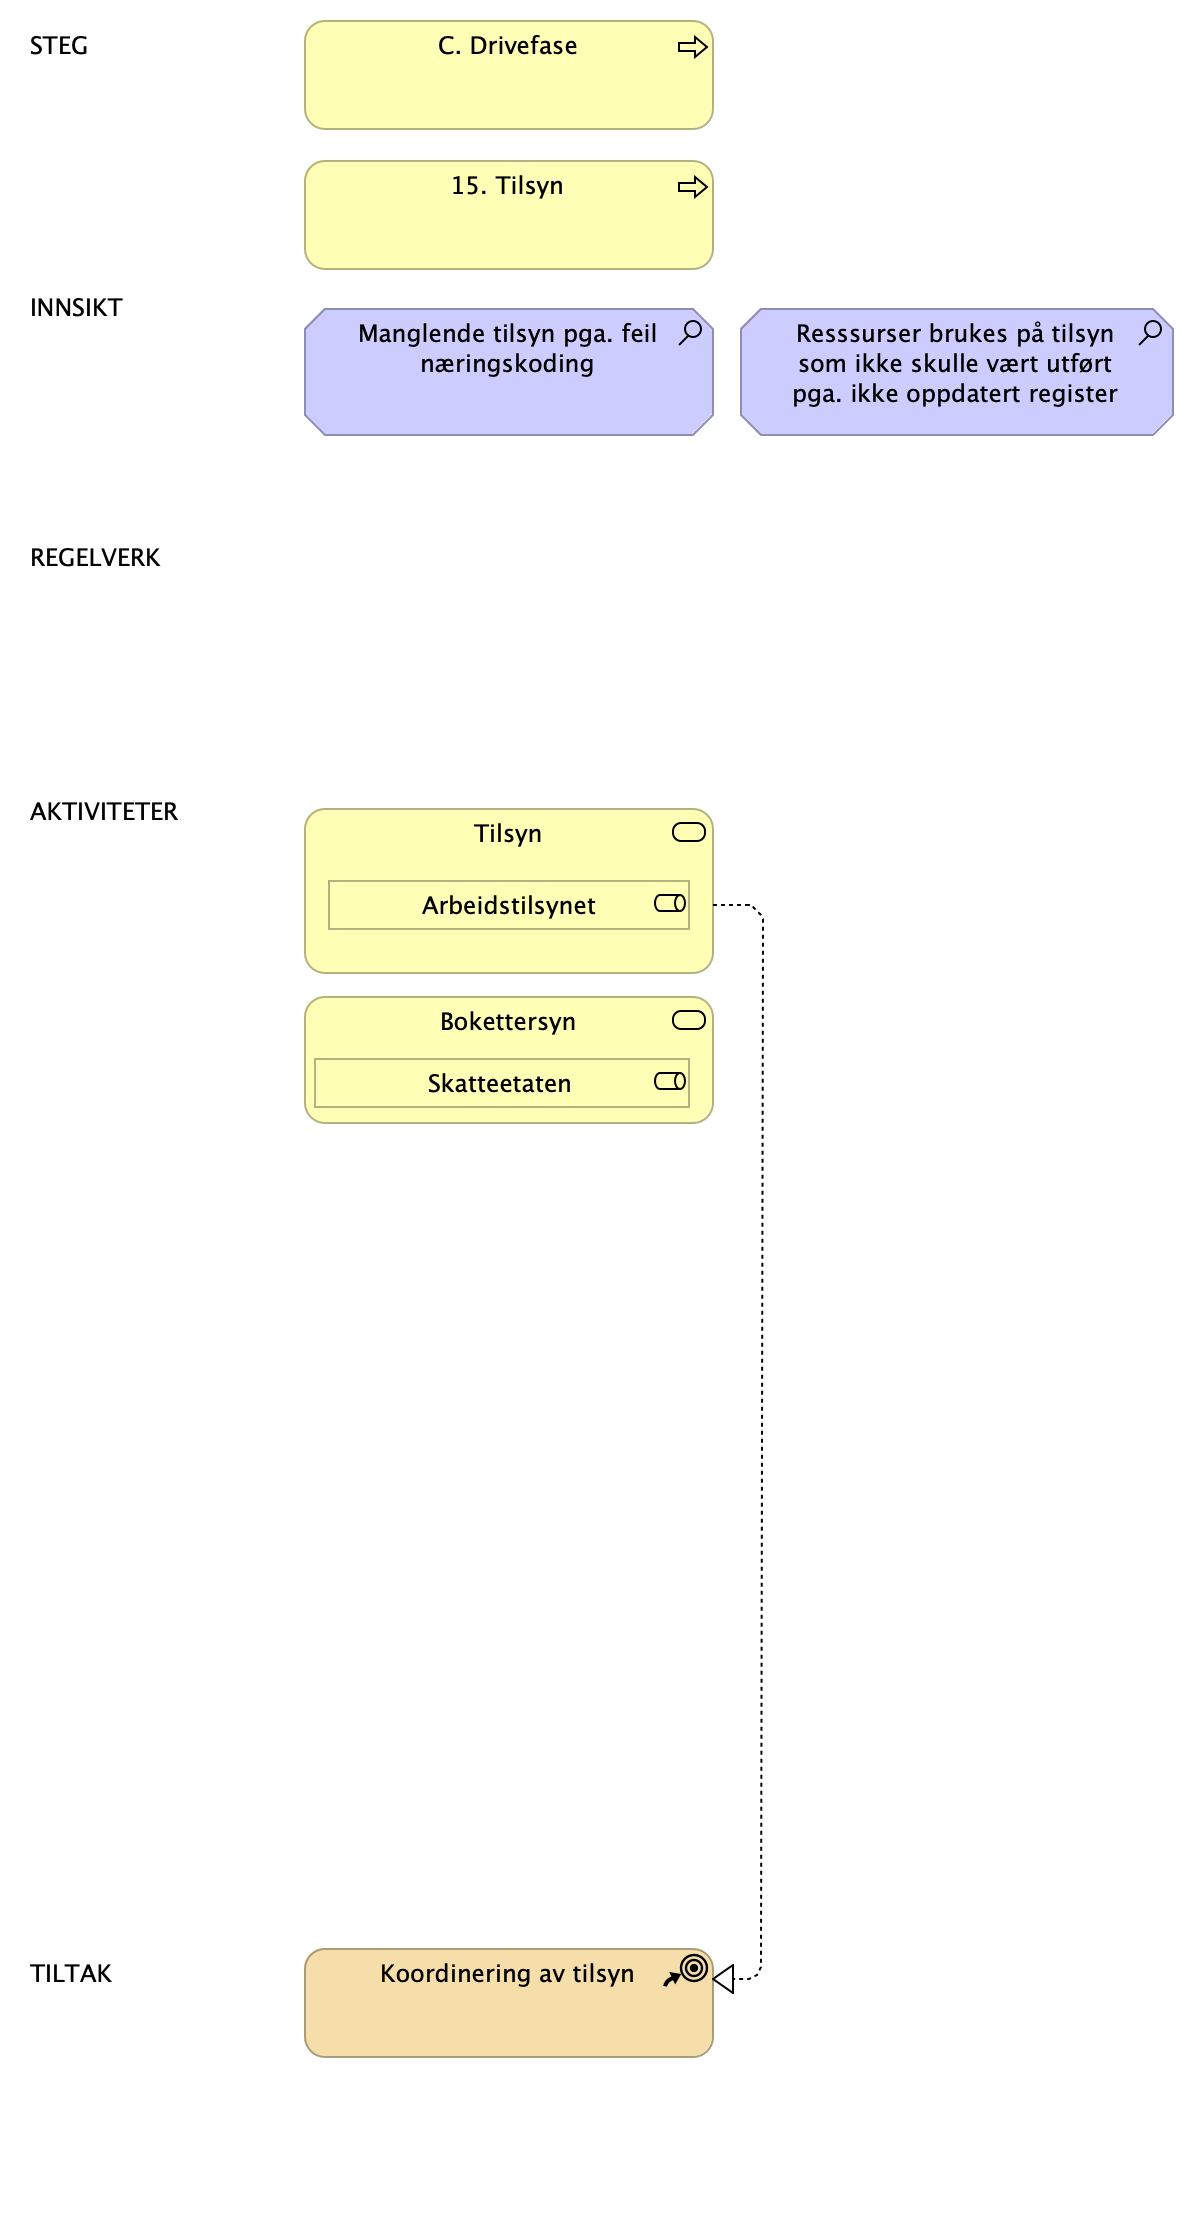 STEG
C. Drivefase
15. Tilsyn
INNSIKT
Manglende tilsyn pga. feil
næringskoding
Resssurser brukes på tilsyn
som ikke skulle vært utført
pga. ikke oppdatert register
REGELVERK
AKTIVITETER
Tilsyn
Arbeidstilsynet
Bokettersyn
Skatteetaten
TILTAK
Koordinering av tilsyn